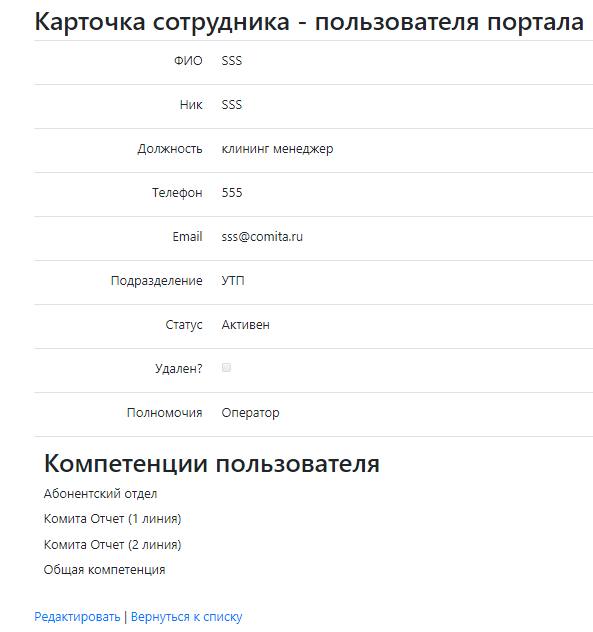 Карточка сотрудника - пользователя портала
ФИО SSS
Ник SSS
Должность клининг менеджер
Телефон 555
Email sss@comita.ru
Подразделение УТП
Статус Активен
Удален?
Полномочия Оператор
Компетенции пользователя
Абонентский отдел
Комита Отчет (1 линия)
Комита Отчет (2 линия)
Общая компетенция
Редактировать | Вернуться к списку